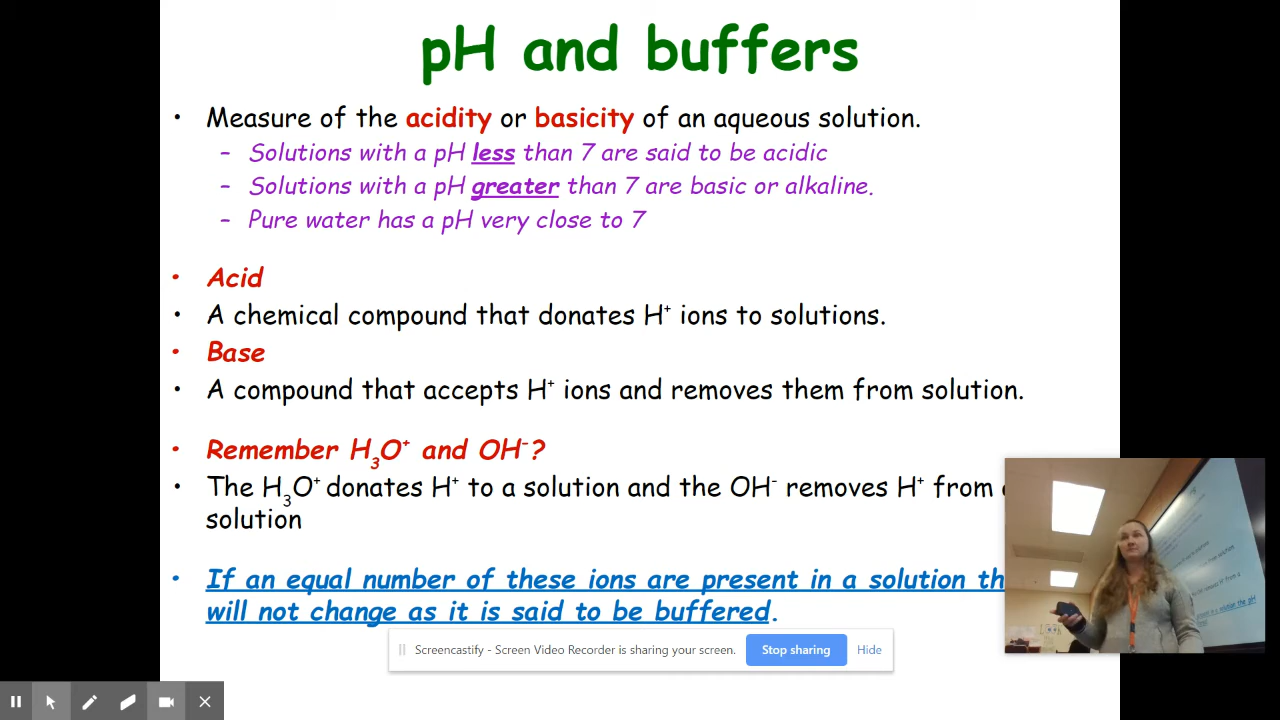 pH and buffers
• Measure of the acidity or basicity of an aqueous solution.
– Solutions with a pH less than 7 are said to be acidic
– Solutions with a pH greater than 7 are basic or alkaline.
– Pure water has a pH very close to 7
• Acid
• A chemical compound that donates H⁺ ions to solutions.
• Base
• A compound that accepts H⁺ ions and removes them from solution.
• Remember H₃O⁺ and OH⁻?
• The H₃O⁺ donates H⁺ to a solution and the OH⁻ removes H⁺ from
solution
• If an equal number of these ions are present in a solution
will not change as it is said to be buffered.
Screencastify - Screen Video Recorder is sharing your screen.
Stop sharing
Hide
solution the pH